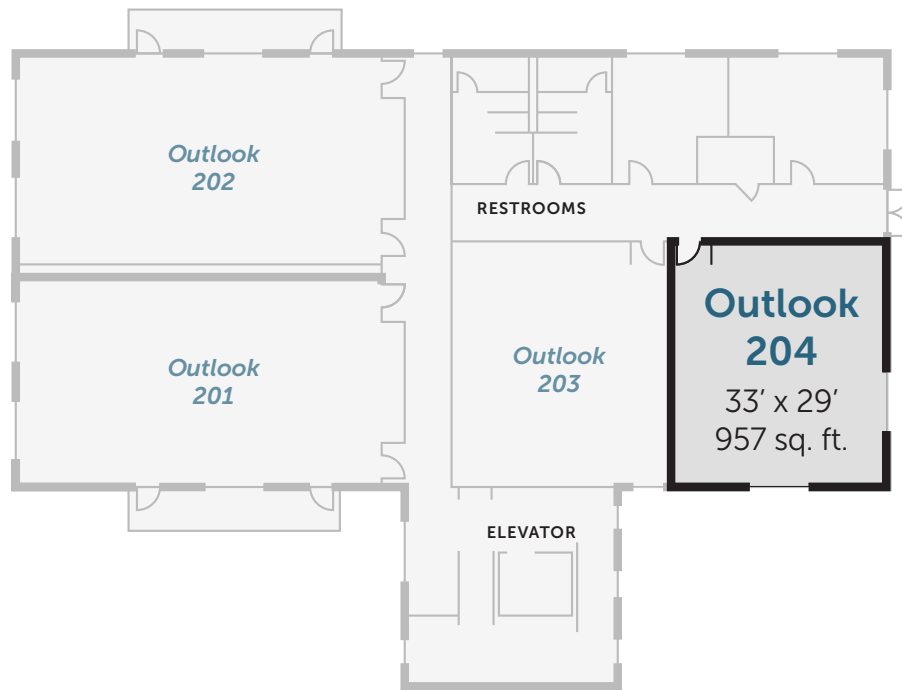 Outlook
202
RESTROOMS
Outlook
204
33′ x 29′
957 sq. ft.
Outlook
203
Outlook
201
ELEVATOR